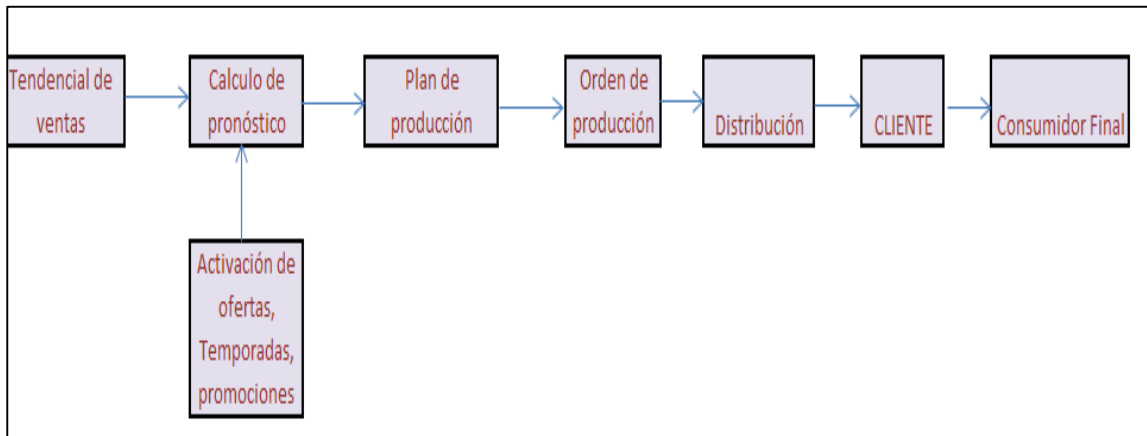 Tendencial de
ventas
Calculo de
pronóstico
Plan de
producción
Orden de
producción
Distribución
CLIENTE
Consumidor Final
Activación de
ofertas,
Temporadas,
promociones